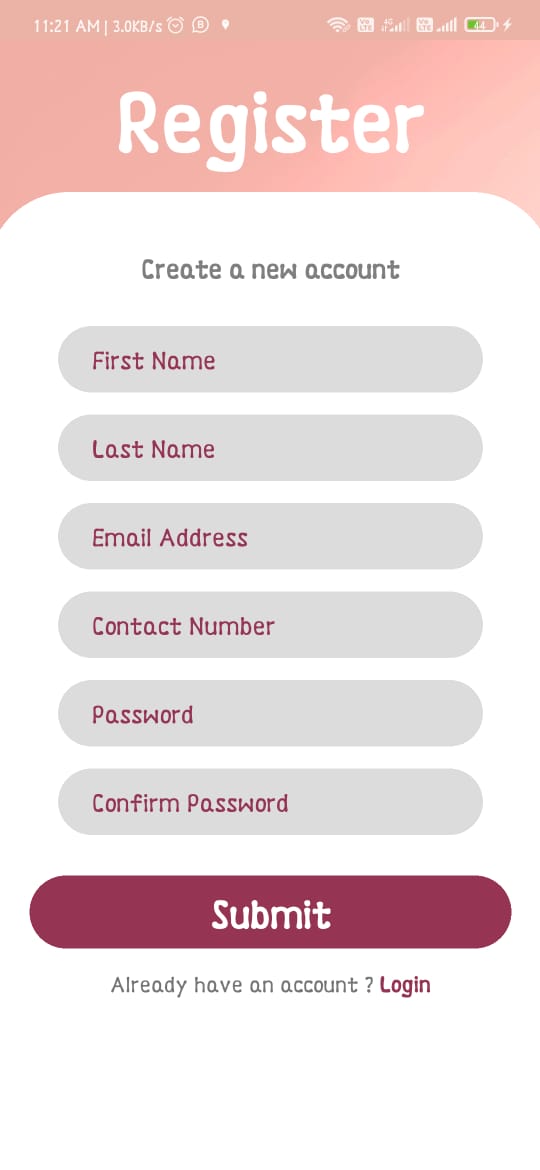 11:21 AM | 3.0KB/s
44
Register
Create a new account
First Name
Last Name
Email Address
Contact Number
Password
Confirm Password
Submit
Already have an account ? Login